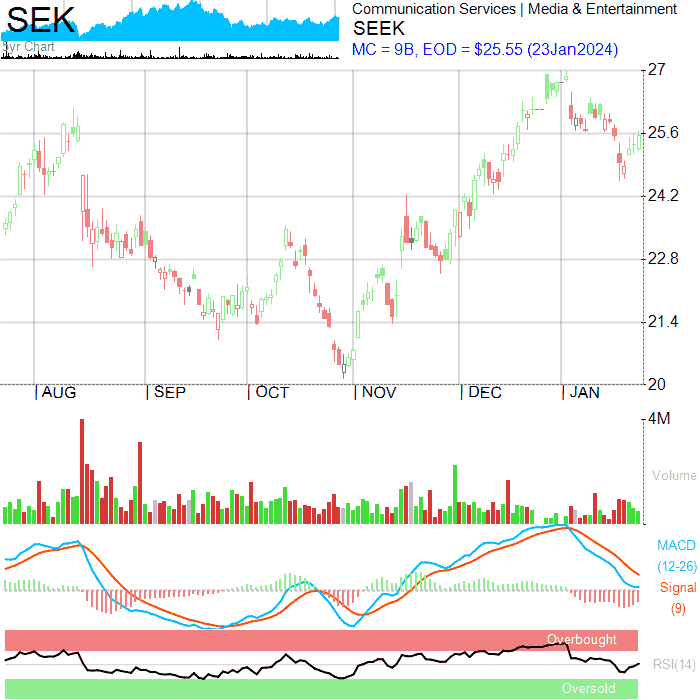 SEK
5yr Chart
Communication Services | Media & Entertainment
SEEK
MC = 9B, EOD = $25.55 (23Jan2024)
27
25.6
24.2
22.8
21.4
20
AUG SEP OCT NOV DEC JAN
4M
Volume
MACD
(12-26)
Signal
(9)
Overbought
RSI(14)
Oversold